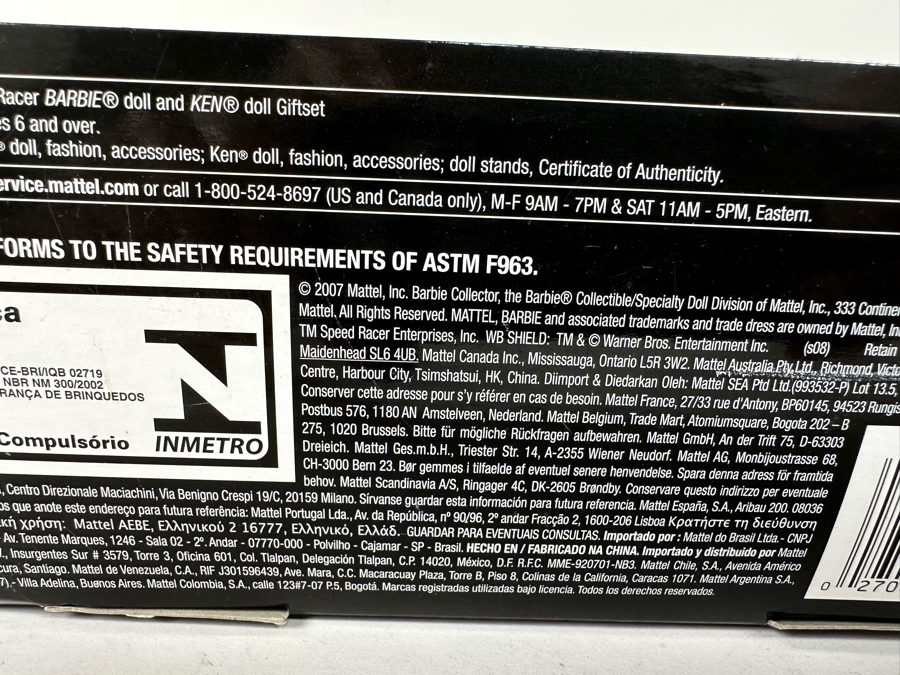 Racer BARBIE® doll and KEN® doll Giftset
es 6 and over.
® doll, fashion, accessories; Ken® doll, fashion, accessories; doll stands, Certificate of Authenticity.
ervice.mattel.com or call 1-800-524-8697 (US and Canada only), M-F 9AM - 7PM & SAT 11AM - 5PM, Eastern.
FORMS TO THE SAFETY REQUIREMENTS OF ASTM F963.
ça
CE-BRI/IQB 02719
NBR NM 300/2002
RANÇA DE BRINQUEDOS
Compulsório
INMETRO
© 2007 Mattel, Inc. Barbie Collector, the Barbie® Collectible/Specialty Doll Division of Mattel, Inc., 333 Continen
Mattel, All Rights Reserved. MATTEL, BARBIE and associated trademarks and trade dress are owned by Mattel, In
TM Speed Racer Enterprises, Inc. WB SHIELD: TM & © Warner Bros. Entertainment Inc. (s08) Retain
Maidenhead SL6 4UB. Mattel Canada Inc., Mississauga, Ontario L5R 3W2. Mattel Australia Pty. Ltd., Richmond, Victo
Centre, Harbour City, Tsimshatsui, HK, China. Diimport & Diedarkan Oleh: Mattel SEA Ptd Ltd.(993532-P) Lot 13.5,
Conserver cette adresse pour s'y référer en cas de besoin. Mattel France, 27/33 rue d'Antony, BP60145, 94523 Rungis
Postbus 576, 1180 AN Amstelveen, Nederland. Mattel Belgium, Trade Mart, Atomiumsquare, Bogota 202 – B
275, 1020 Brussels. Bitte für mögliche Rückfragen aufbewahren. Mattel GmbH, An der Trift 75, D-63303
Dreieich. Mattel Ges.m.b.H., Triester Str. 14, A-2355 Wiener Neudorf. Mattel AG, Monbijoustrasse 68,
CH-3000 Bern 23. Bør gemmes i tilfaelde af eventuel senere henvendelse. Spara denna adress för framtida
behov. Mattel Scandinavia A/S, Ringager 4C, DK-2605 Brøndby. Conservare questo indirizzo per eventuale
, Centro Direzionale Maciachini, Via Benigno Crespi 19/C, 20159 Milano. Sírvanse guardar esta información para futura referencia. Mattel España, S.A., Aribau 200. 08036
os que anote este endereço para futura referência: Mattel Portugal Lda., Av. da República, nº 90/96, 2º andar Fracção 2, 1600-206 Lisboa Κρατήστε τη διεύθυνση
κή χρήση: Mattel AEBE, Ελληνικού 2 16777, Ελληνικό, Ελλάδ. GUARDAR PARA EVENTUAIS CONSULTAS. Importado por : Mattel do Brasil Ltda. - CNPJ
- Av. Tenente Marques, 1246 - Sala 02 - 2º. Andar - 07770-000 - Polvilho - Cajamar - SP - Brasil. HECHO EN / FABRICADO NA CHINA. Importado y distribuido por Mattel
., Insurgentes Sur # 3579, Torre 3, Oficina 601, Col. Tlalpan, Delegación Tlalpan, C.P. 14020, México, D.F. R.F.C. MME-920701-NB3. Mattel Chile, S.A., Avenida Américo
cura, Santiago. Mattel de Venezuela, C.A., RIF J301596439, Ave. Mara, C.C. Macaracuay Plaza, Torre B, Piso 8, Colinas de la California, Caracas 1071. Mattel Argentina S.A.,
7). - Villa Adelina, Buenos Aires. Mattel Colombia, S.A., calle 123#7-07 P.5, Bogotá. Marcas registradas utilizadas bajo licencia. Todos los derechos reservados.
0 270